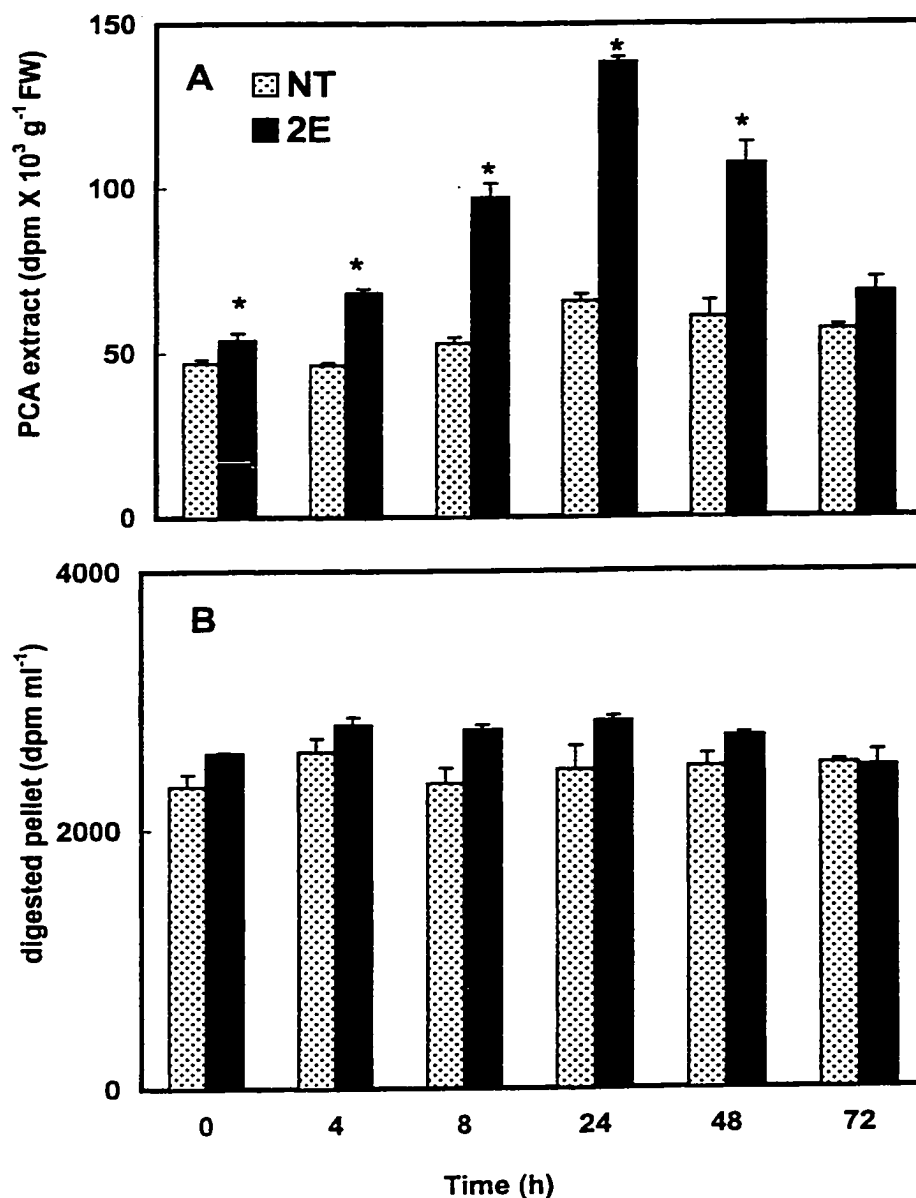 150
100
50
0
PCA extract (dpm X 10³ g⁻¹ FW)
A
NT
2E
*
*
*
*
*
4000
2000
0
digested pellet (dpm ml⁻¹)
B
0 4 8 24 48 72
Time (h)